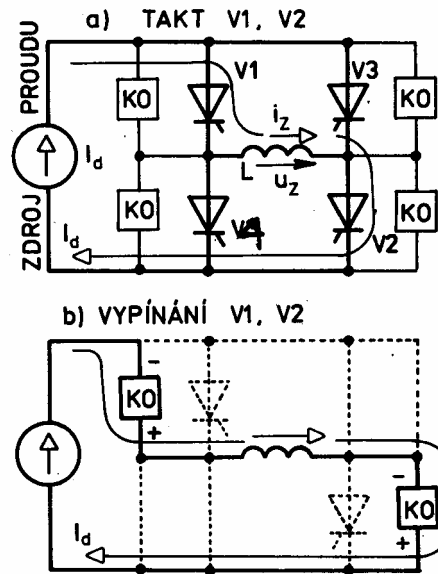 a) TAKT V1, V2
ZDROJ PROUDU
I_d
KO
KO
KO
KO
V1
V3
i_z
L
u_z
V4
V2
I_d
b) VYPÍNÁNÍ V1, V2
KO
- +
KO
- +
I_d